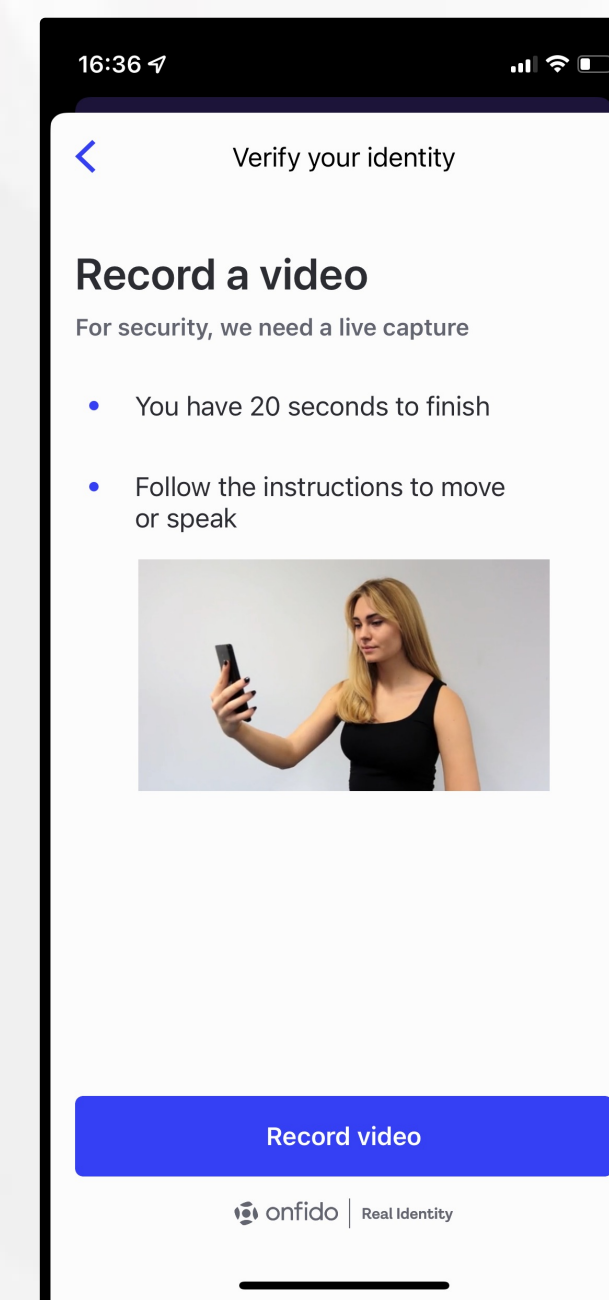 16:36
Verify your identity
Record a video
For security, we need a live capture
You have 20 seconds to finish
Follow the instructions to move
or speak
Record video
onfido | Real Identity